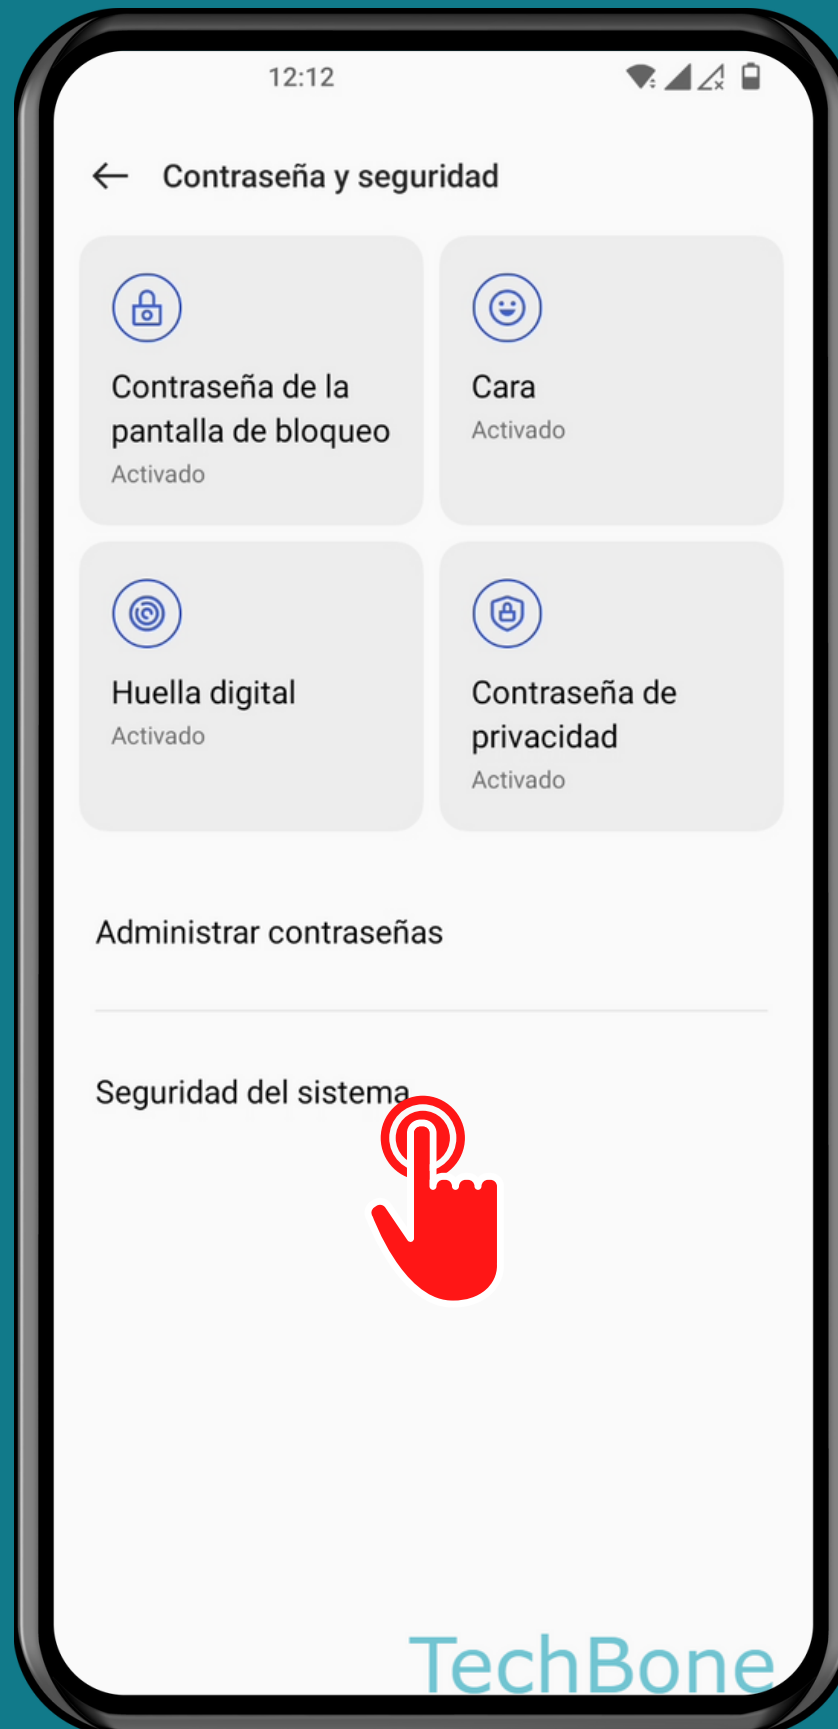 12:12
Contraseña y seguridad
Contraseña de la
pantalla de bloqueo
Activado
Cara
Activado
Huella digital
Activado
Contraseña de
privacidad
Activado
Administrar contraseñas
Seguridad del sistema
TechBone